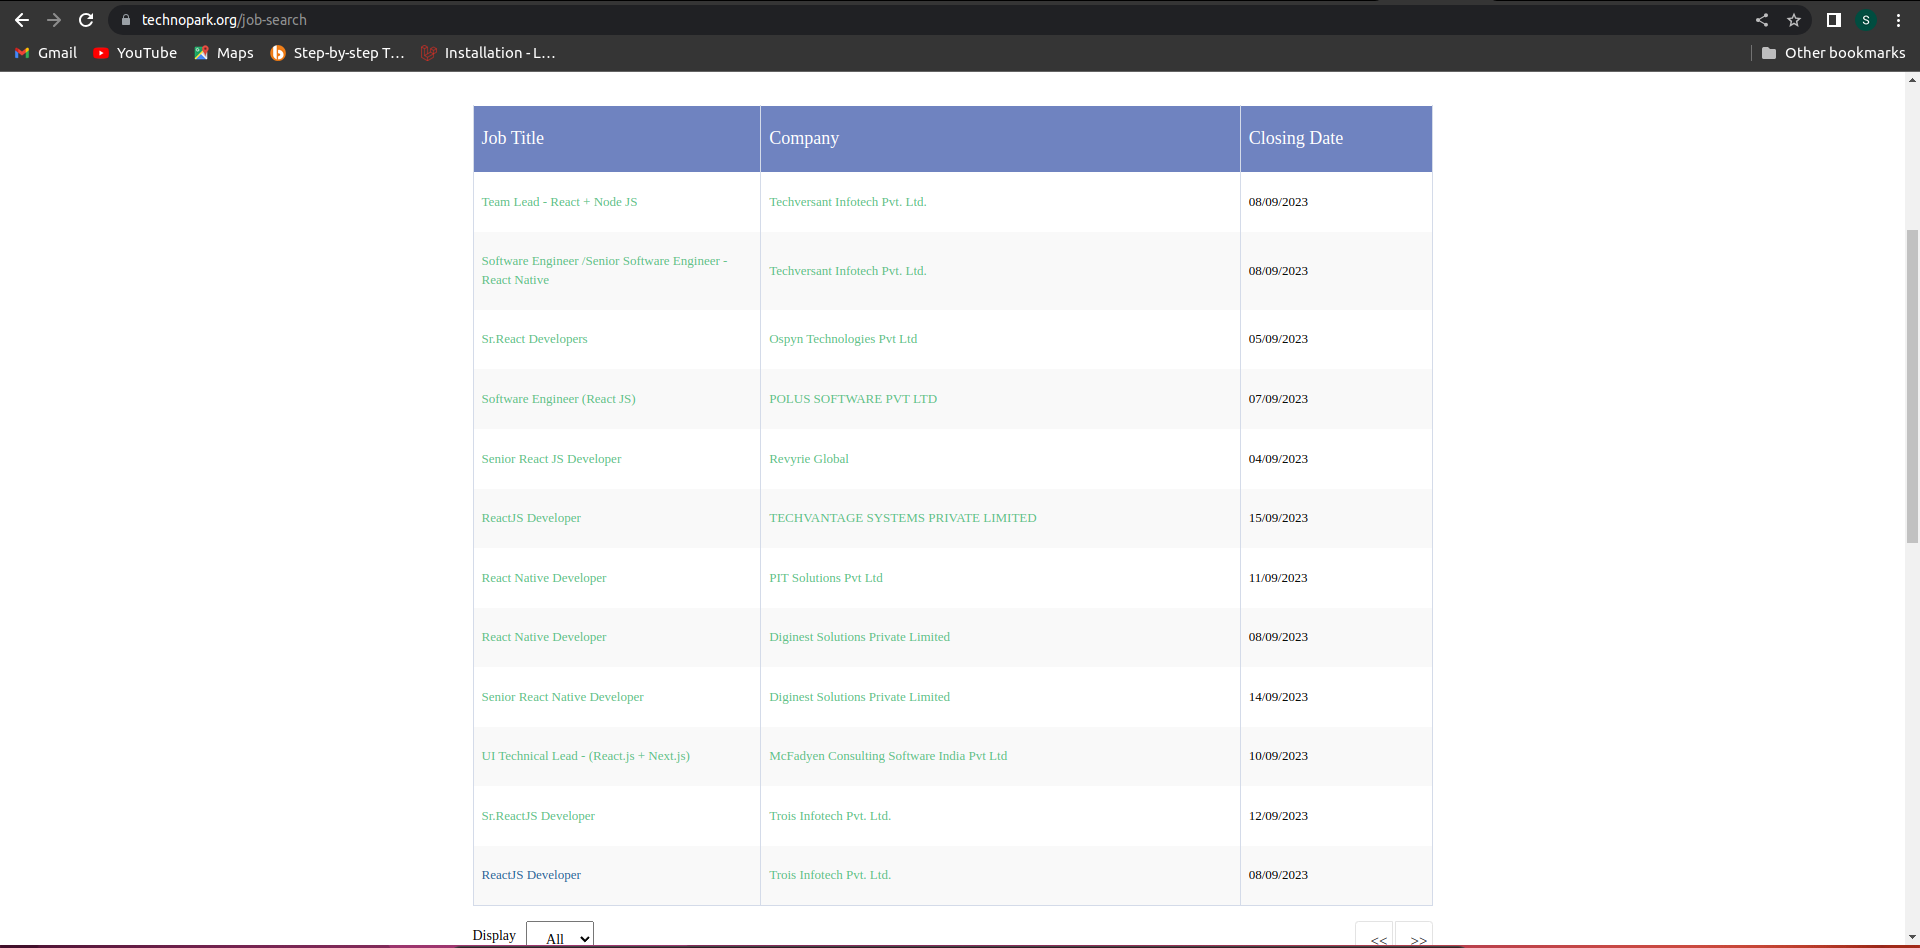 technopark.org/job-search
S
Gmail YouTube Maps Step-by-step T... Installation - L... Other bookmarks
Job Title Company Closing Date
Team Lead - React + Node JS Techversant Infotech Pvt. Ltd. 08/09/2023
Software Engineer /Senior Software Engineer -
React Native Techversant Infotech Pvt. Ltd. 08/09/2023
Sr.React Developers Ospyn Technologies Pvt Ltd 05/09/2023
Software Engineer (React JS) POLUS SOFTWARE PVT LTD 07/09/2023
Senior React JS Developer Revyrie Global 04/09/2023
ReactJS Developer TECHVANTAGE SYSTEMS PRIVATE LIMITED 15/09/2023
React Native Developer PIT Solutions Pvt Ltd 11/09/2023
React Native Developer Diginest Solutions Private Limited 08/09/2023
Senior React Native Developer Diginest Solutions Private Limited 14/09/2023
UI Technical Lead - (React.js + Next.js) McFadyen Consulting Software India Pvt Ltd 10/09/2023
Sr.ReactJS Developer Trois Infotech Pvt. Ltd. 12/09/2023
ReactJS Developer Trois Infotech Pvt. Ltd. 08/09/2023
Display All << >>